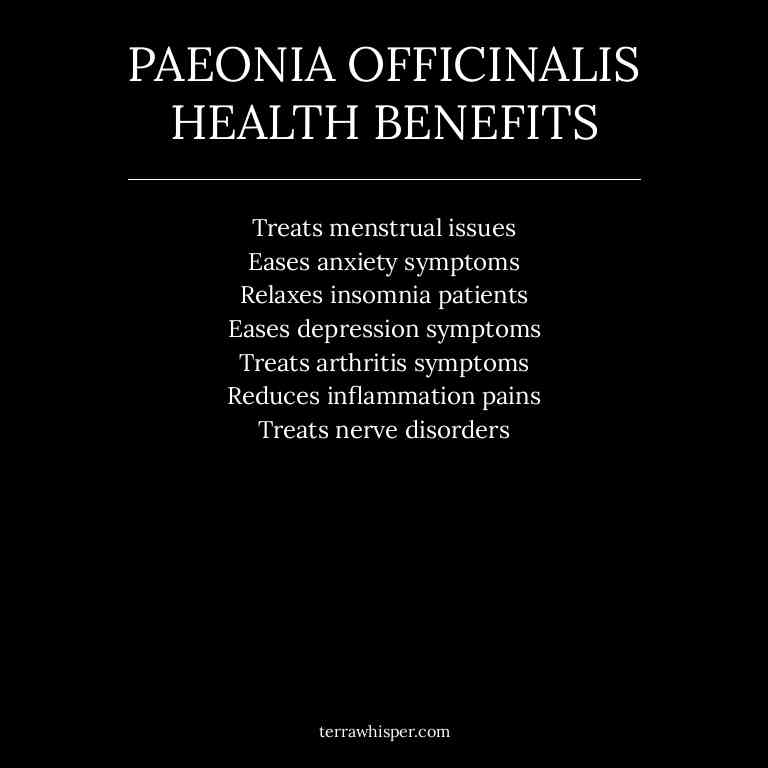 PAEONIA OFFICINALIS
HEALTH BENEFITS
Treats menstrual issues
Eases anxiety symptoms
Relaxes insomnia patients
Eases depression symptoms
Treats arthritis symptoms
Reduces inflammation pains
Treats nerve disorders
terrawhisper.com